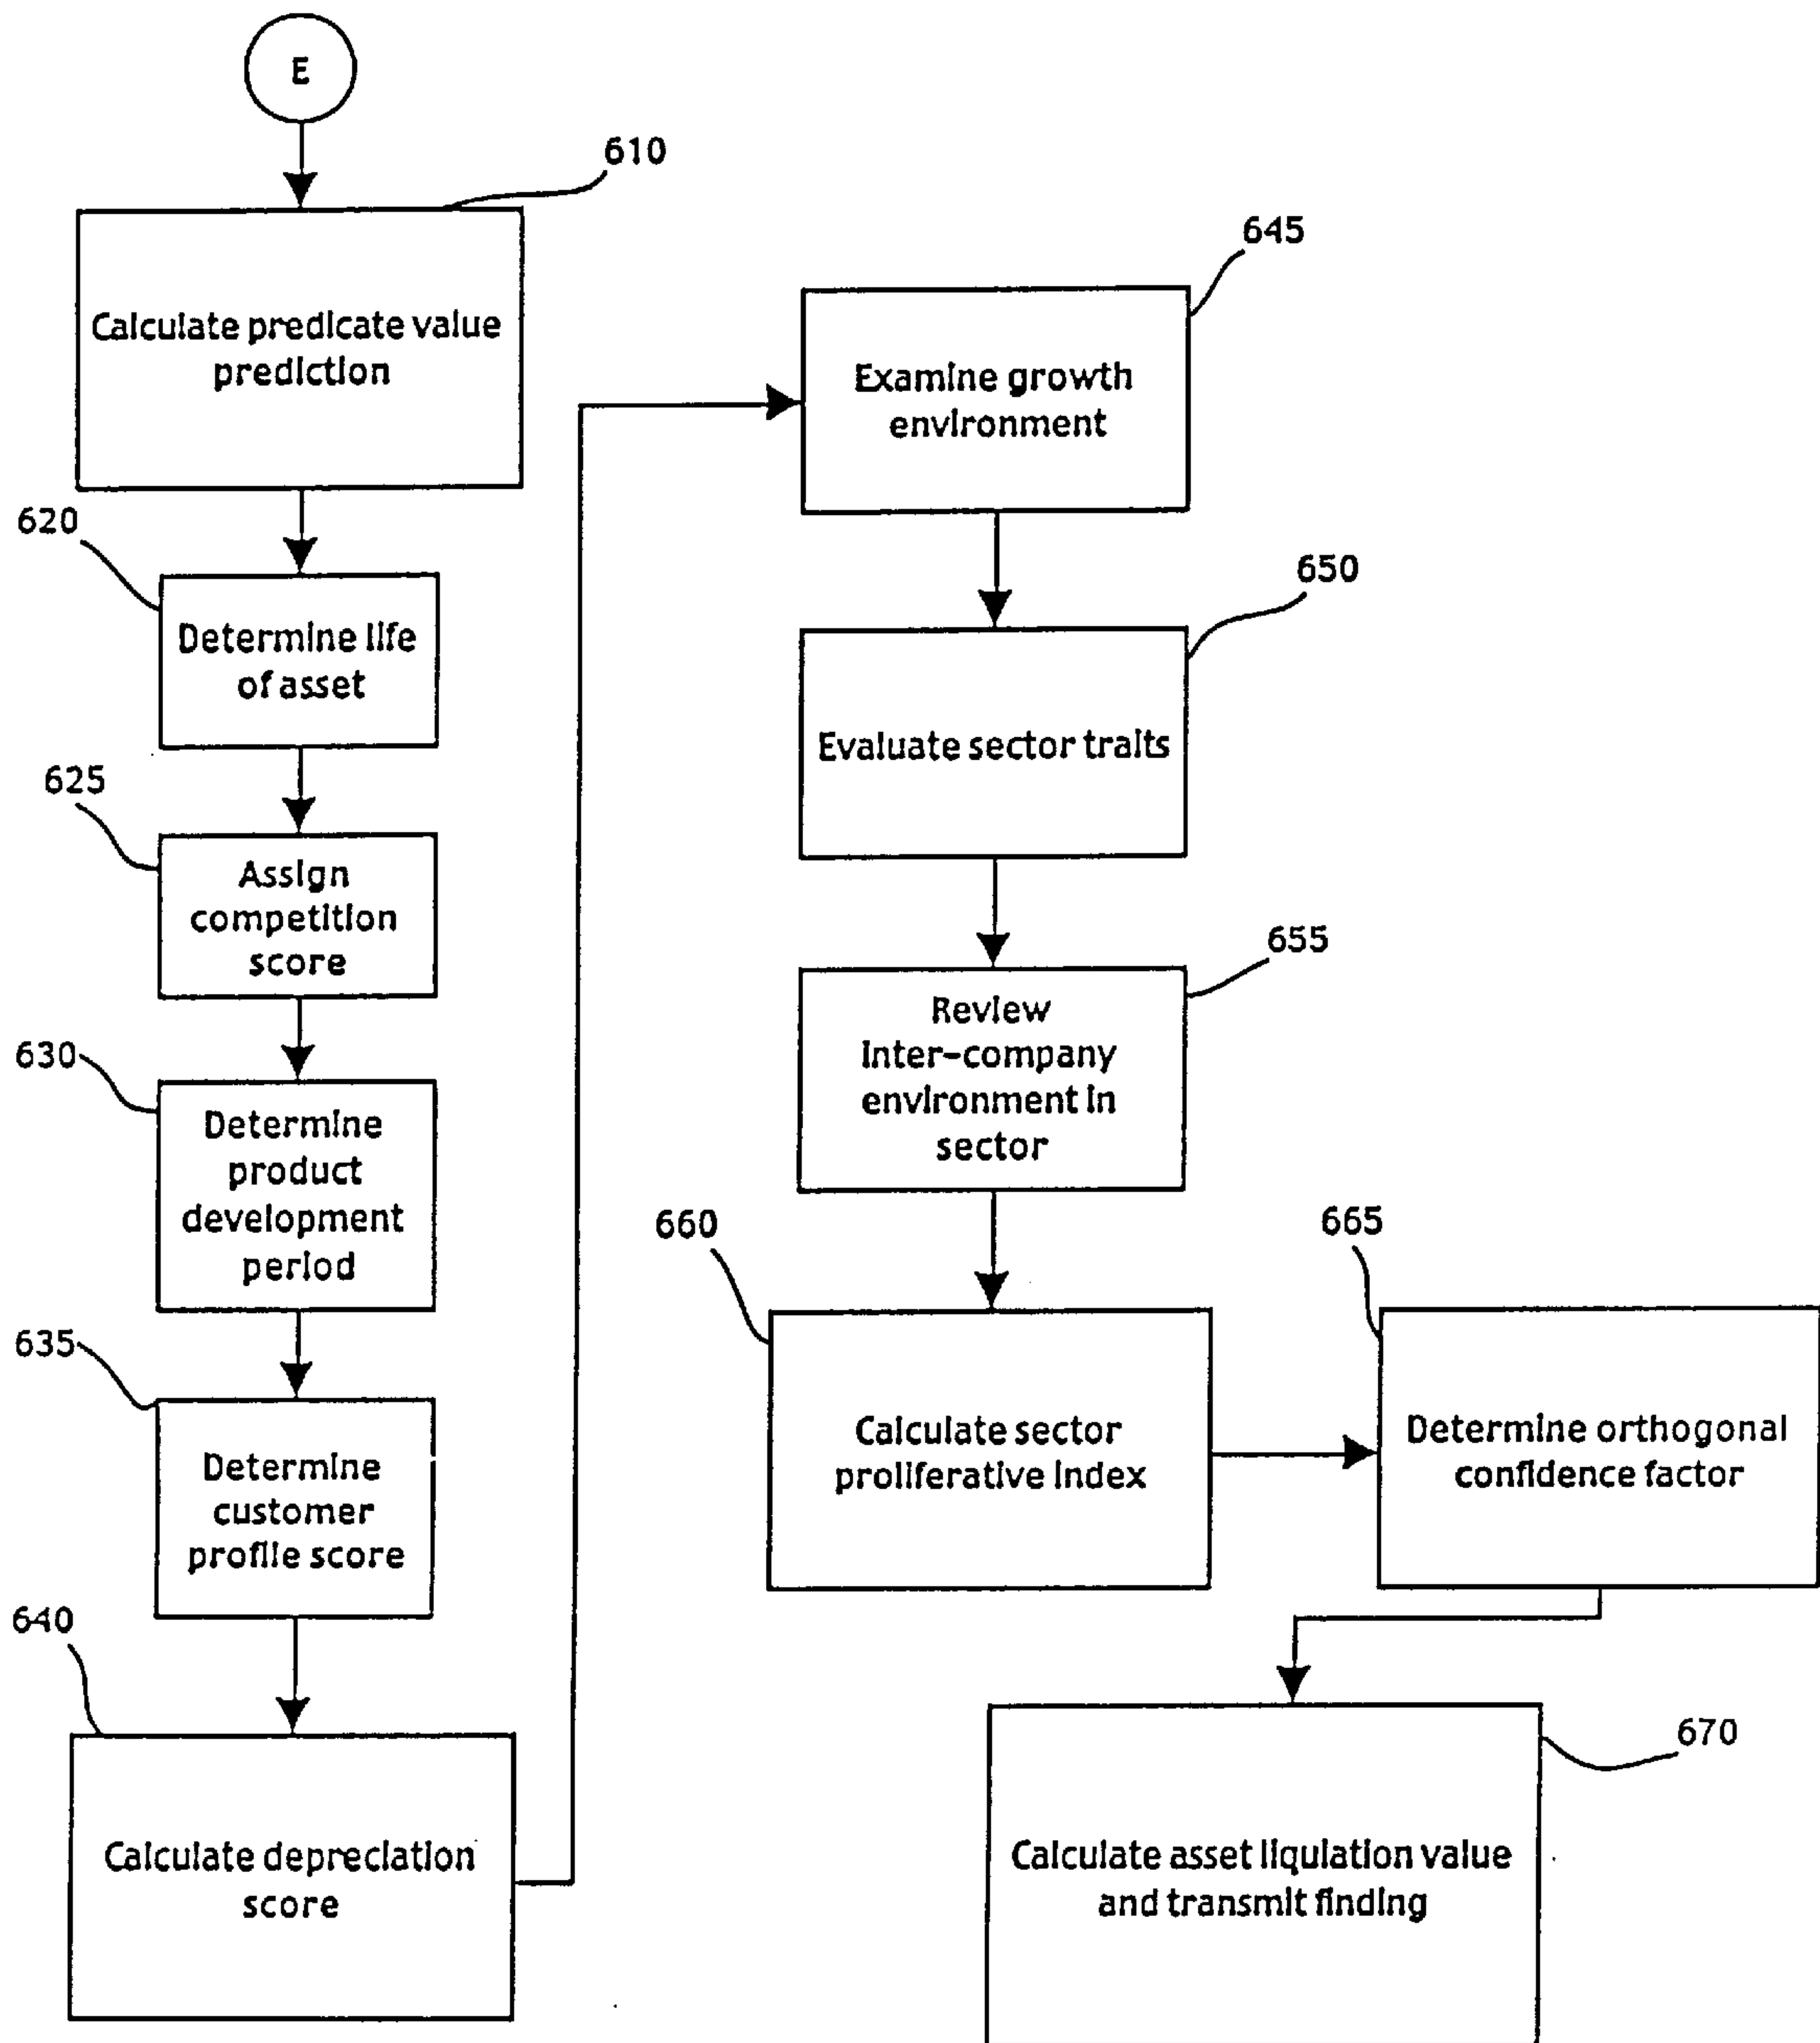 E
610
Calculate predicate value
prediction
620
Determine life
of asset
625
Assign
competition
score
630
Determine
product
development
period
635
Determine
customer
profile score
640
Calculate depreciation
score
645
Examine growth
environment
650
Evaluate sector traits
655
Review
inter-company
environment in
sector
660
Calculate sector
proliferative index
665
Determine orthogonal
confidence factor
670
Calculate asset liqulation value
and transmit finding